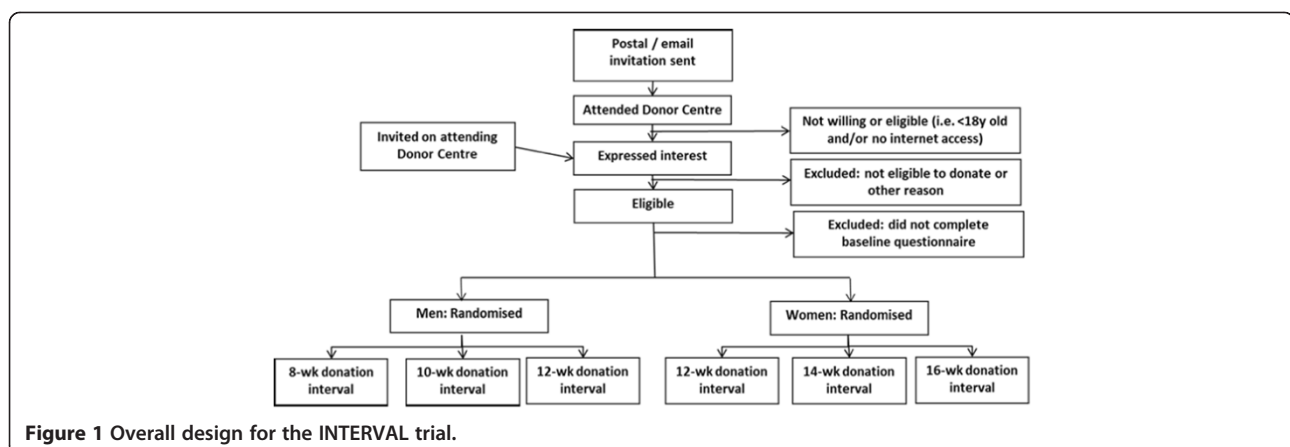 Postal / email
invitation sent
Attended Donor Centre
Not willing or eligible (i.e. <18y old
and/or no internet access)
Invited on attending
Donor Centre
Expressed interest
Excluded: not eligible to donate or
other reason
Eligible
Excluded: did not complete
baseline questionnaire
Men: Randomised
Women: Randomised
8-wk donation
interval
10-wk donation
interval
12-wk donation
interval
12-wk donation
interval
14-wk donation
interval
16-wk donation
interval
Figure 1 Overall design for the INTERVAL trial.